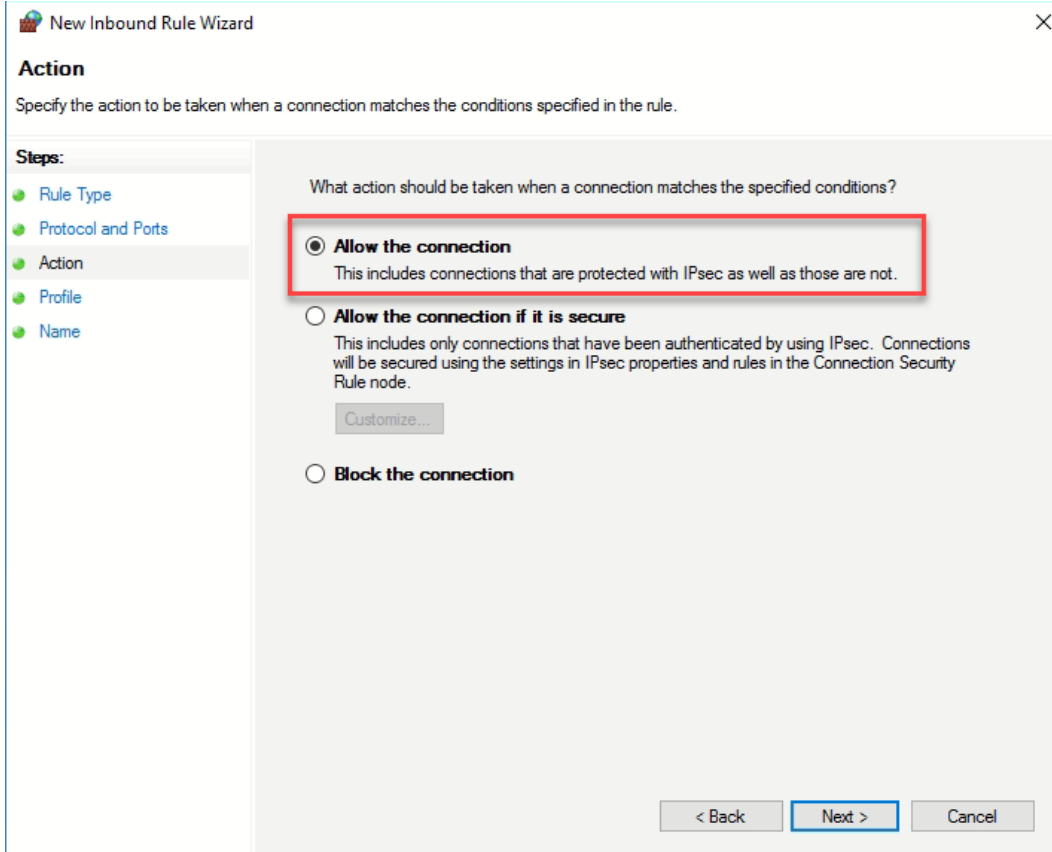 New Inbound Rule Wizard
Action
Specify the action to be taken when a connection matches the conditions specified in the rule.
Steps:
Rule Type
Protocol and Ports
Action
Profile
Name
What action should be taken when a connection matches the specified conditions?
Allow the connection
This includes connections that are protected with IPsec as well as those are not.
Allow the connection if it is secure
This includes only connections that have been authenticated by using IPsec. Connections
will be secured using the settings in IPsec properties and rules in the Connection Security
Rule node.
Customize...
Block the connection
< Back
Next >
Cancel